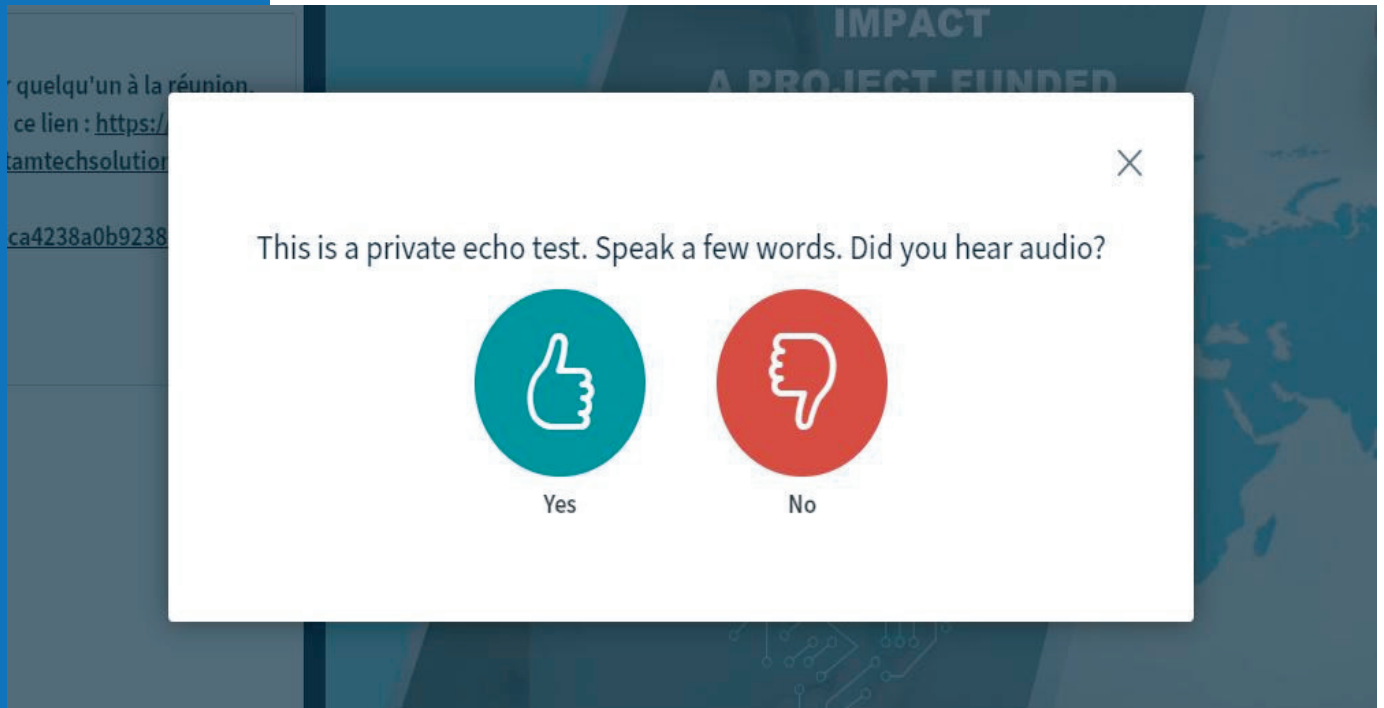 IMPACT
A PROJECT FUNDED
quelqu'un à la réunion.
ce lien : https:/
tamtechsolution
ca4238a0b9238
This is a private echo test. Speak a few words. Did you hear audio?
Yes
No